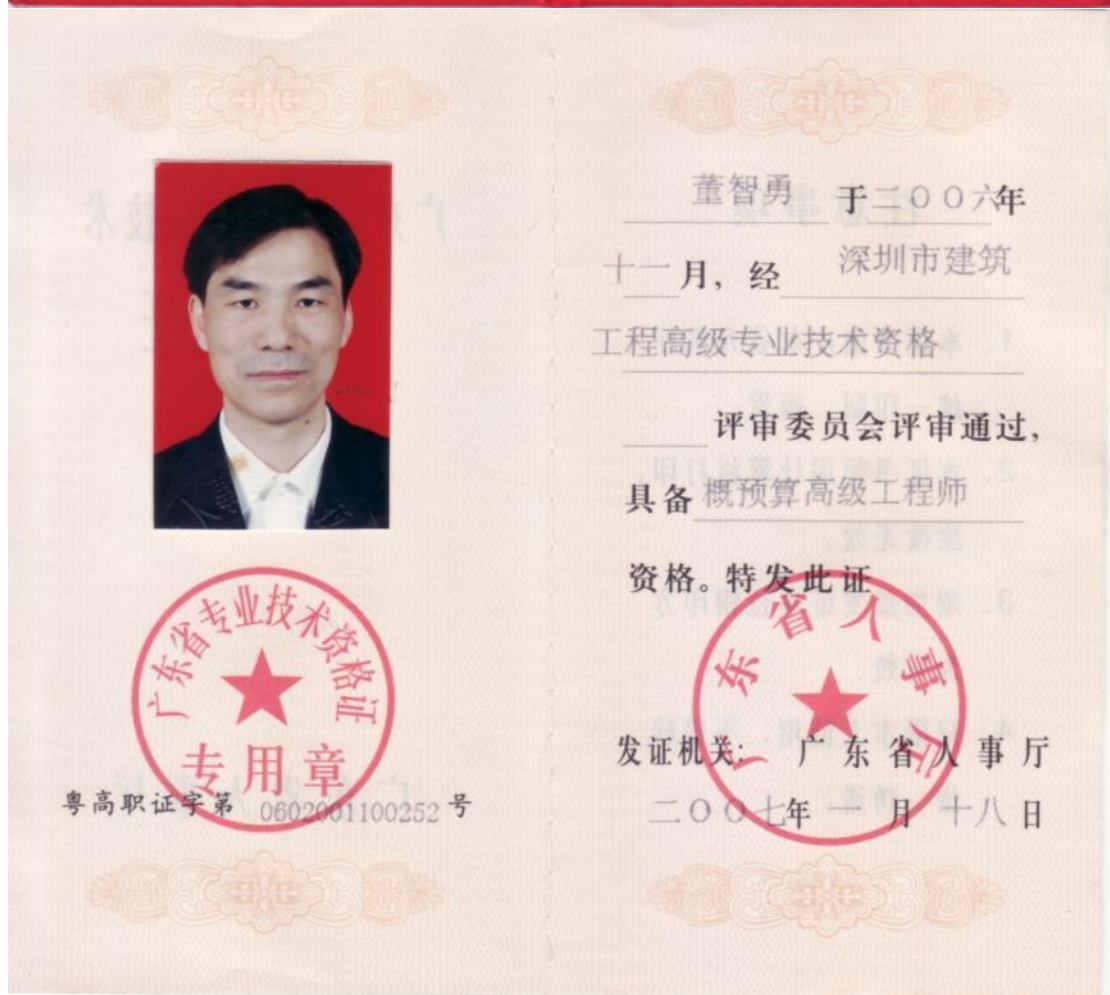 广东省专业技术资格证
专用章
粤高职证字第 0602001100252 号
董智勇 于二〇〇六年
十一月，经 深圳市建筑
工程高级专业技术资格
评审委员会评审通过，
具备 概预算高级工程师
资格。特发此证
广东省人事厅
发证机关： 广东省人事厅
二〇〇七年 一 月 十八 日